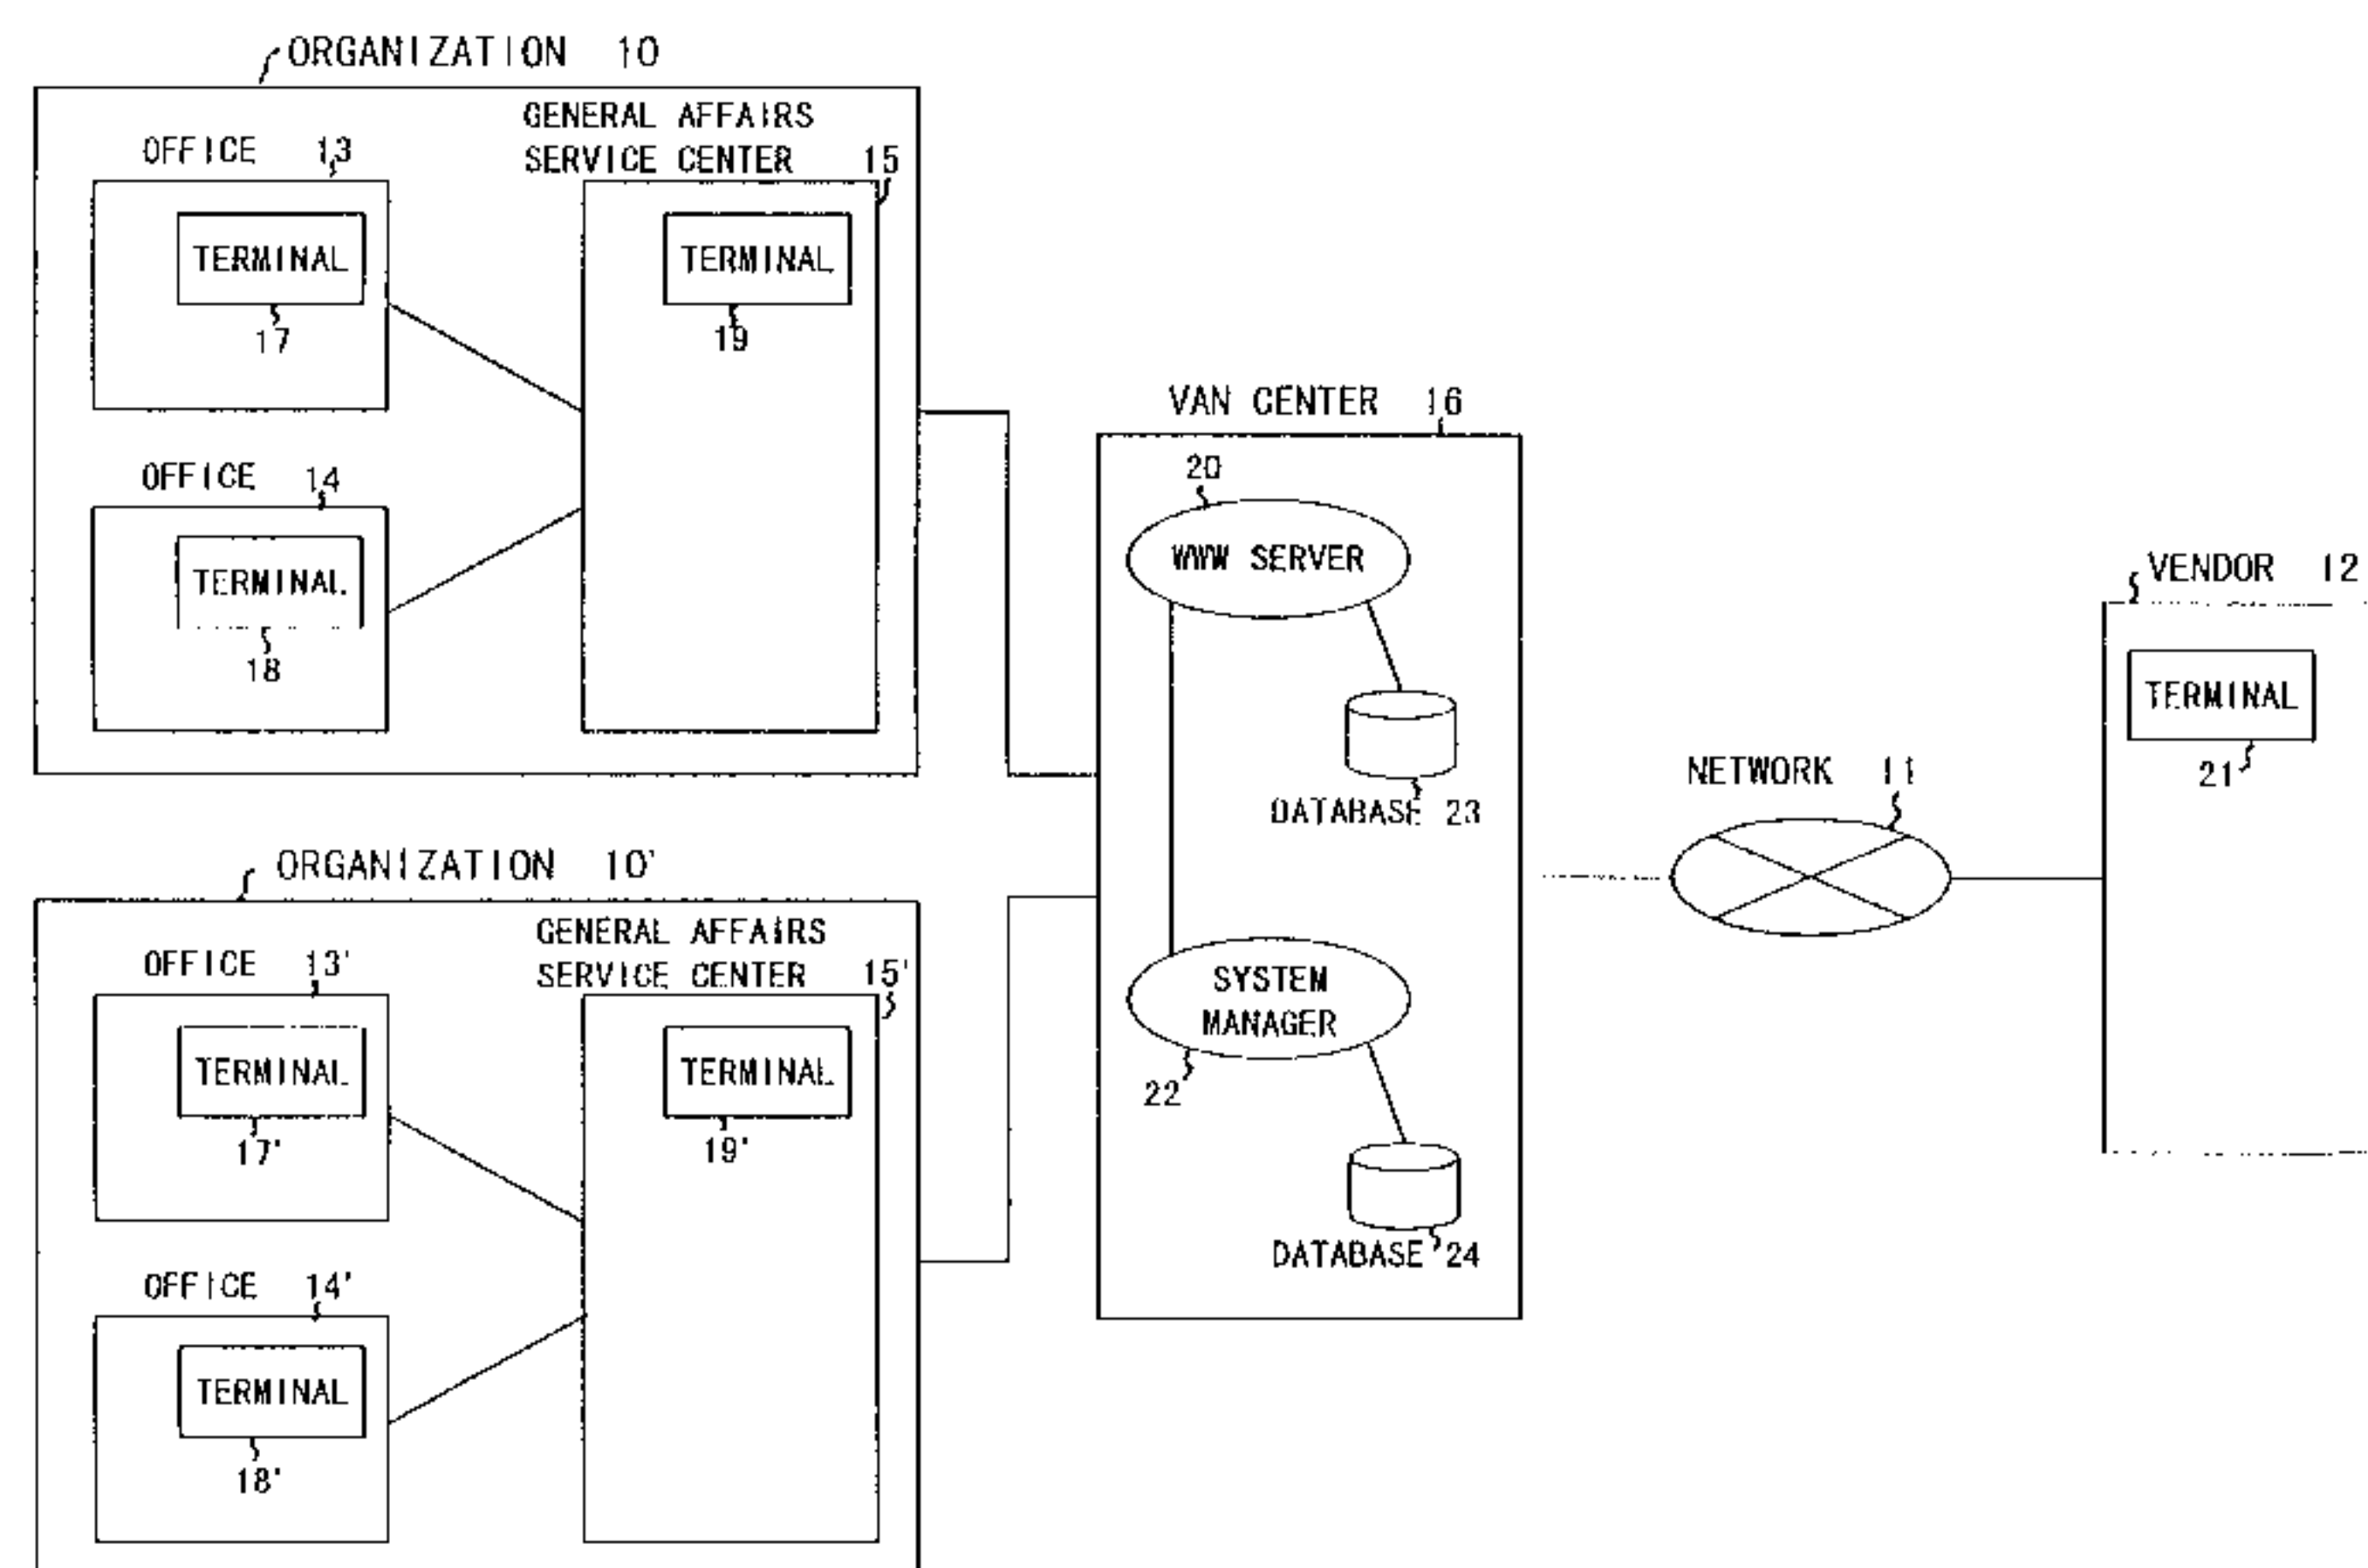 ORGANIZATION 10
GENERAL AFFAIRS
SERVICE CENTER 15
OFFICE 13
TERMINAL
17
TERMINAL
19
OFFICE 14
TERMINAL
18
ORGANIZATION 10'
GENERAL AFFAIRS
SERVICE CENTER 15'
OFFICE 13'
TERMINAL
17'
TERMINAL
19'
OFFICE 14'
TERMINAL
18'
VAN CENTER 16
20
WWW SERVER
DATABASE 23
SYSTEM
MANAGER
22
DATABASE 24
NETWORK 11
VENDOR 12
TERMINAL
21